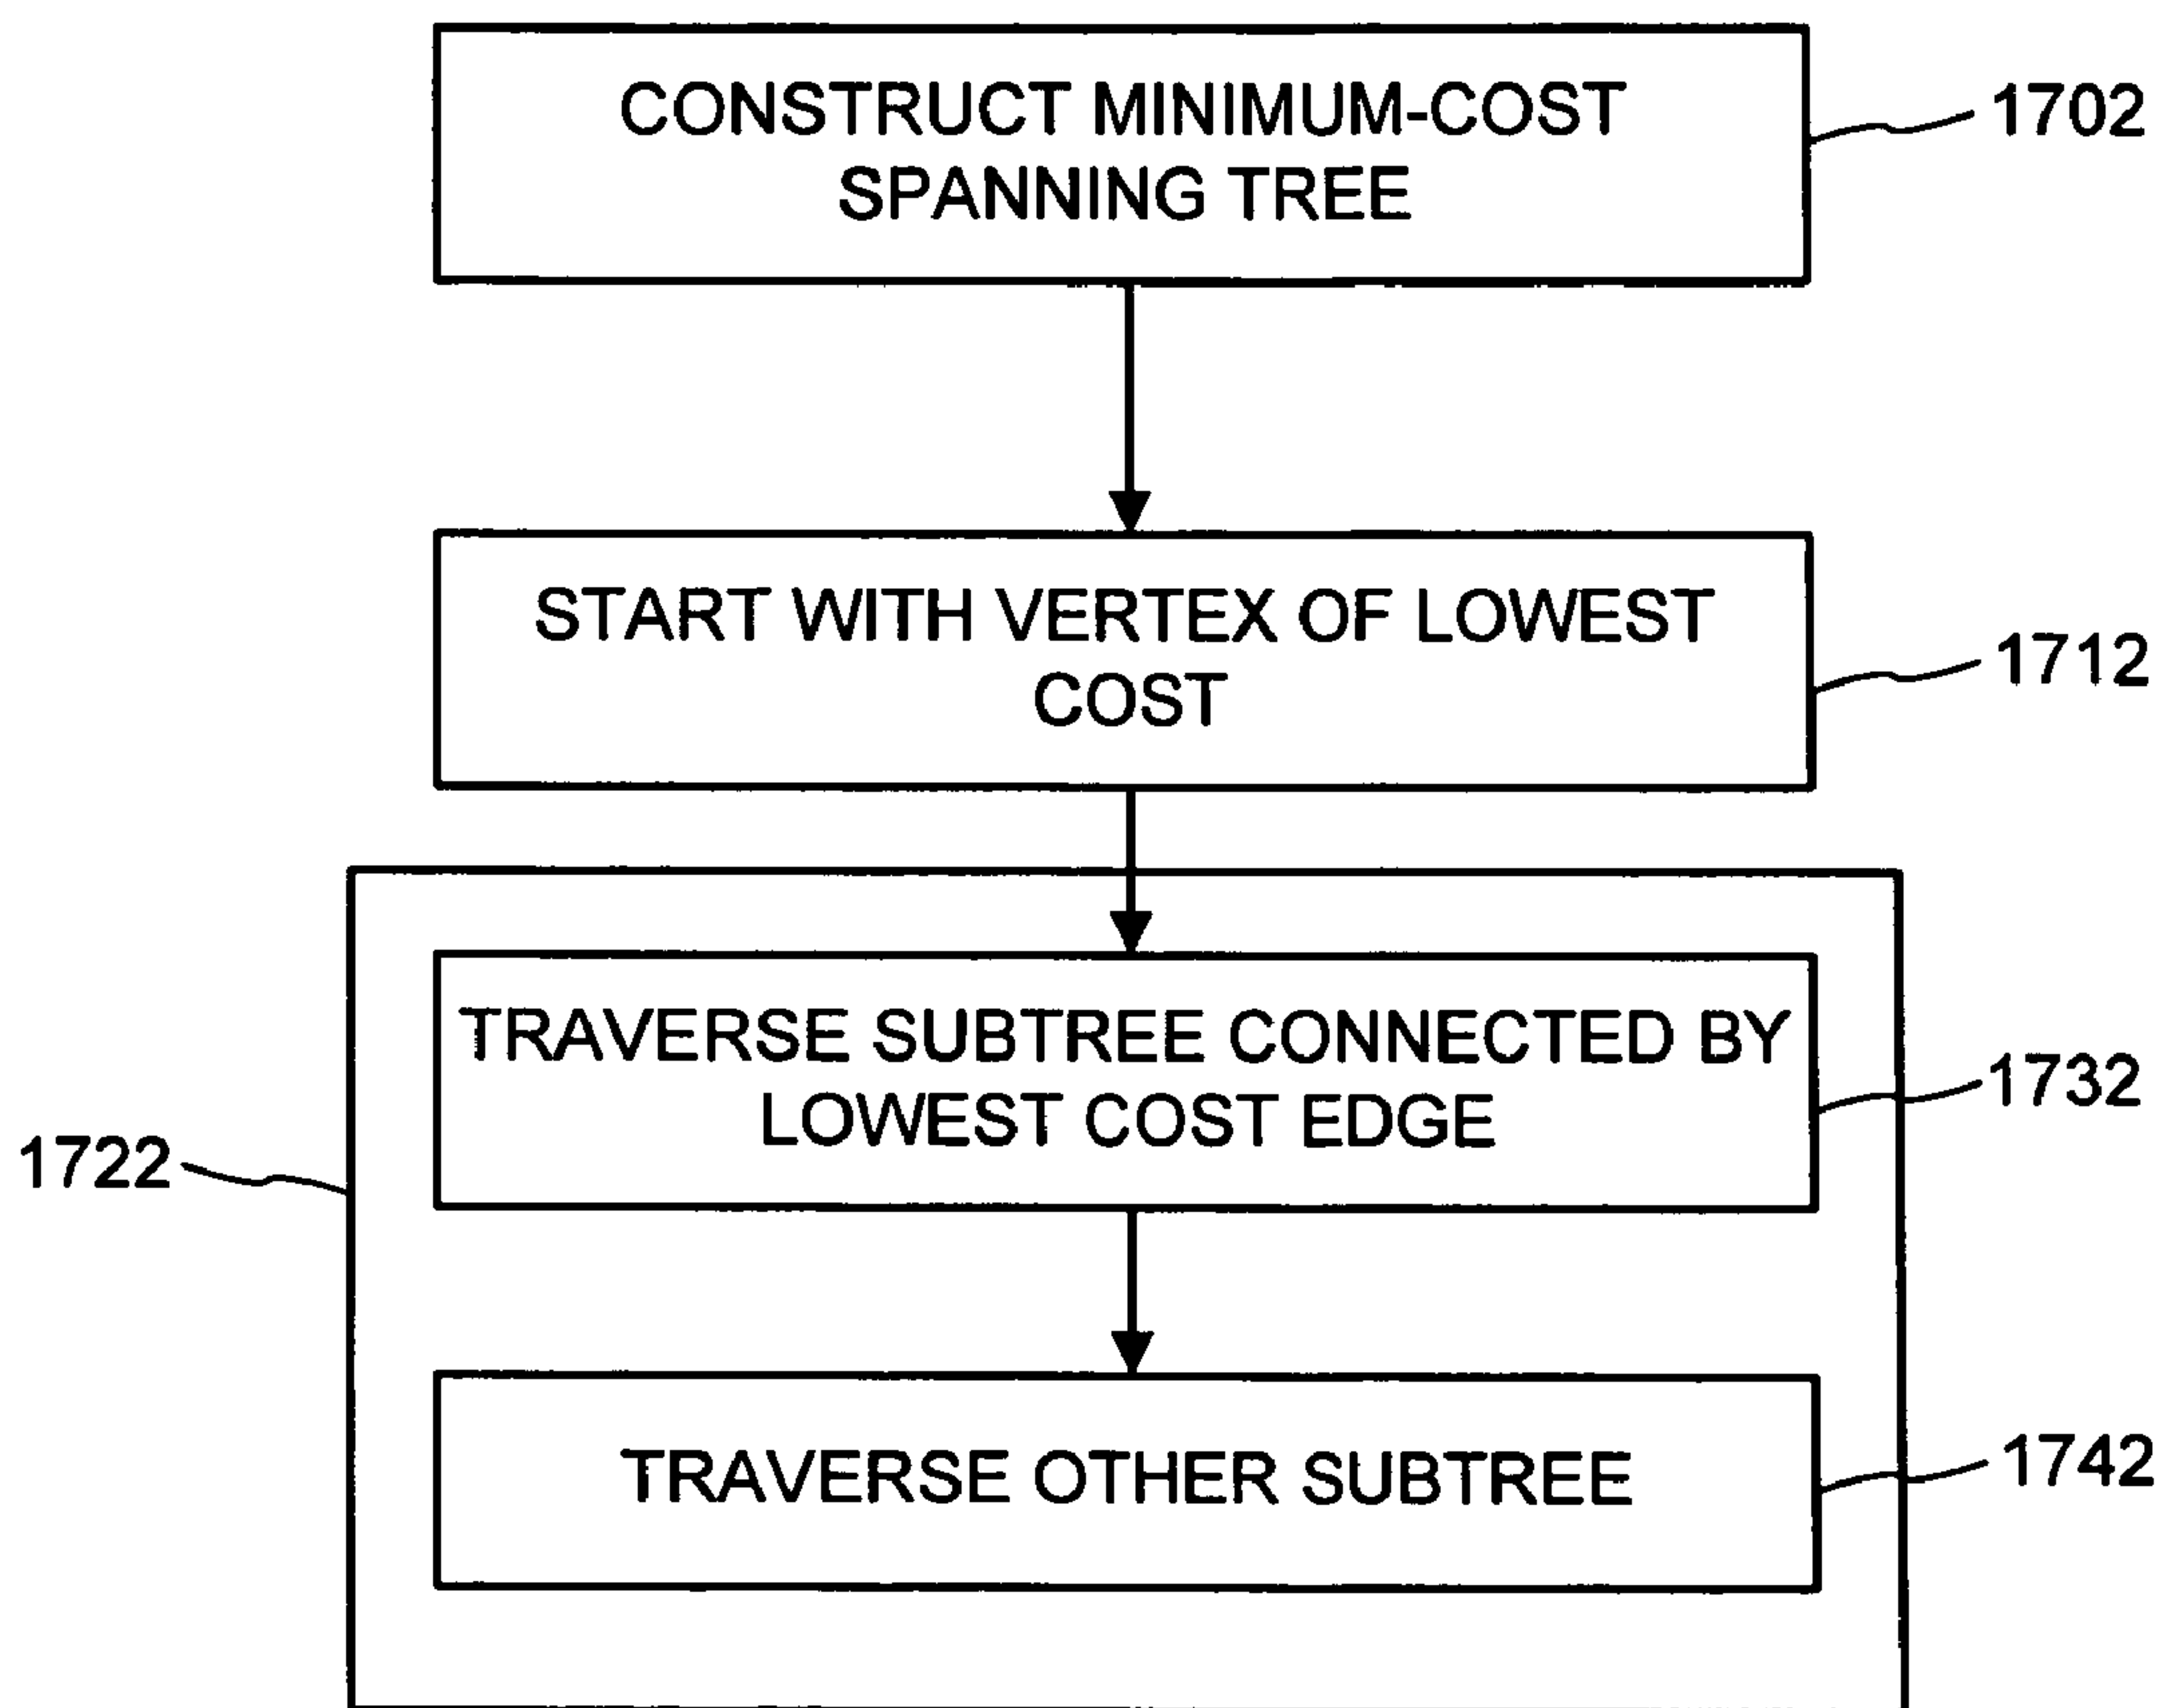 CONSTRUCT MINIMUM-COST
SPANNING TREE
1702
START WITH VERTEX OF LOWEST
COST
1712
TRAVERSE SUBTREE CONNECTED BY
LOWEST COST EDGE
1732
1722
TRAVERSE OTHER SUBTREE
1742